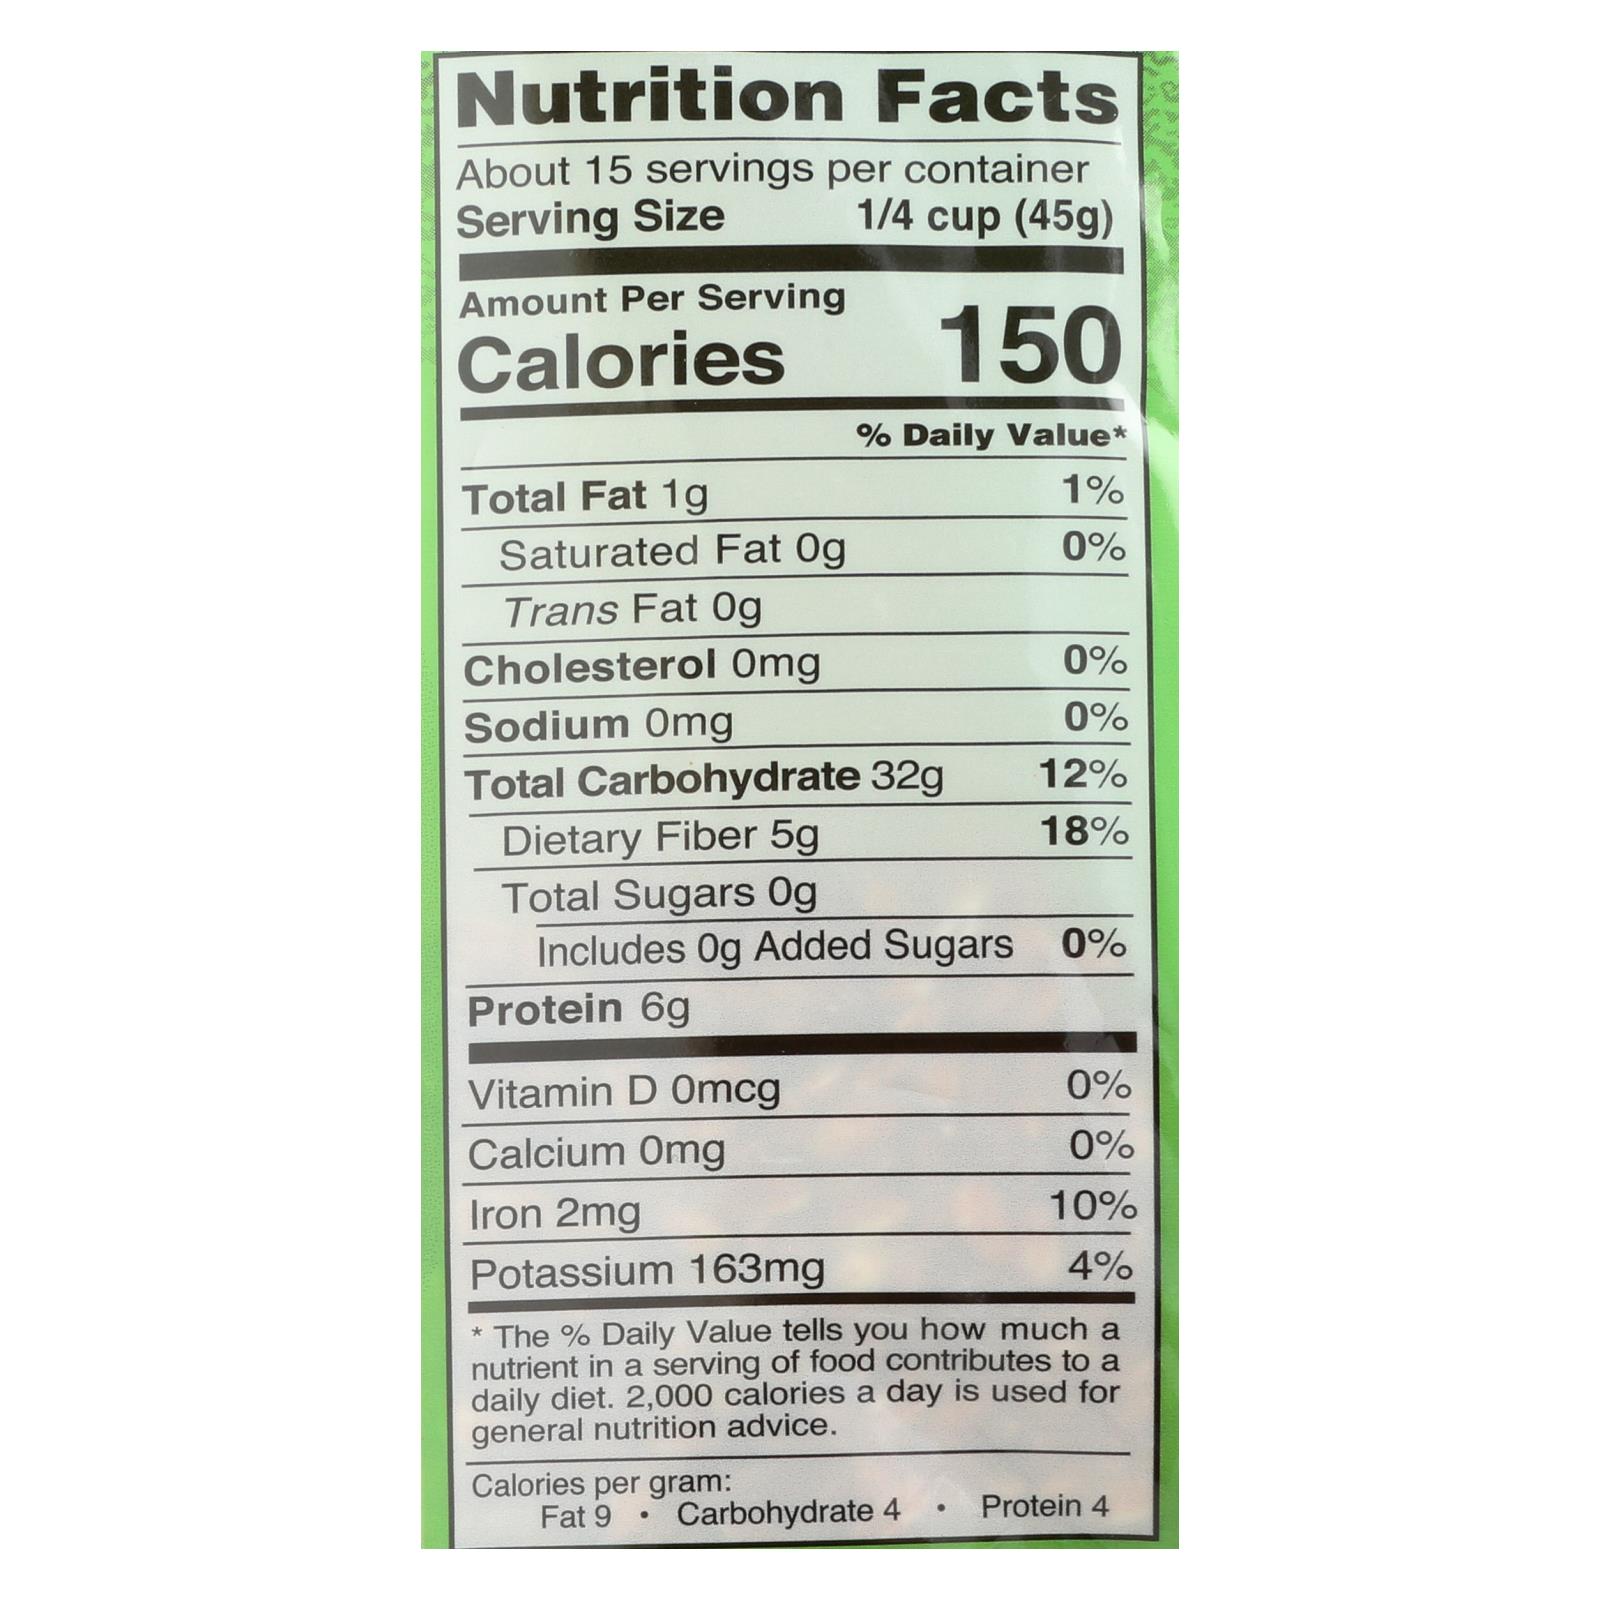 Nutrition Facts
About 15 servings per container
Serving Size 1/4 cup (45g)
Amount Per Serving
Calories 150
% Daily Value*
Total Fat 1g 1%
Saturated Fat 0g 0%
Trans Fat 0g
Cholesterol 0mg 0%
Sodium 0mg 0%
Total Carbohydrate 32g 12%
Dietary Fiber 5g 18%
Total Sugars 0g
Includes 0g Added Sugars 0%
Protein 6g
Vitamin D 0mcg 0%
Calcium 0mg 0%
Iron 2mg 10%
Potassium 163mg 4%
* The % Daily Value tells you how much a
nutrient in a serving of food contributes to a
daily diet. 2,000 calories a day is used for
general nutrition advice.
Calories per gram:
Fat 9 • Carbohydrate 4 • Protein 4